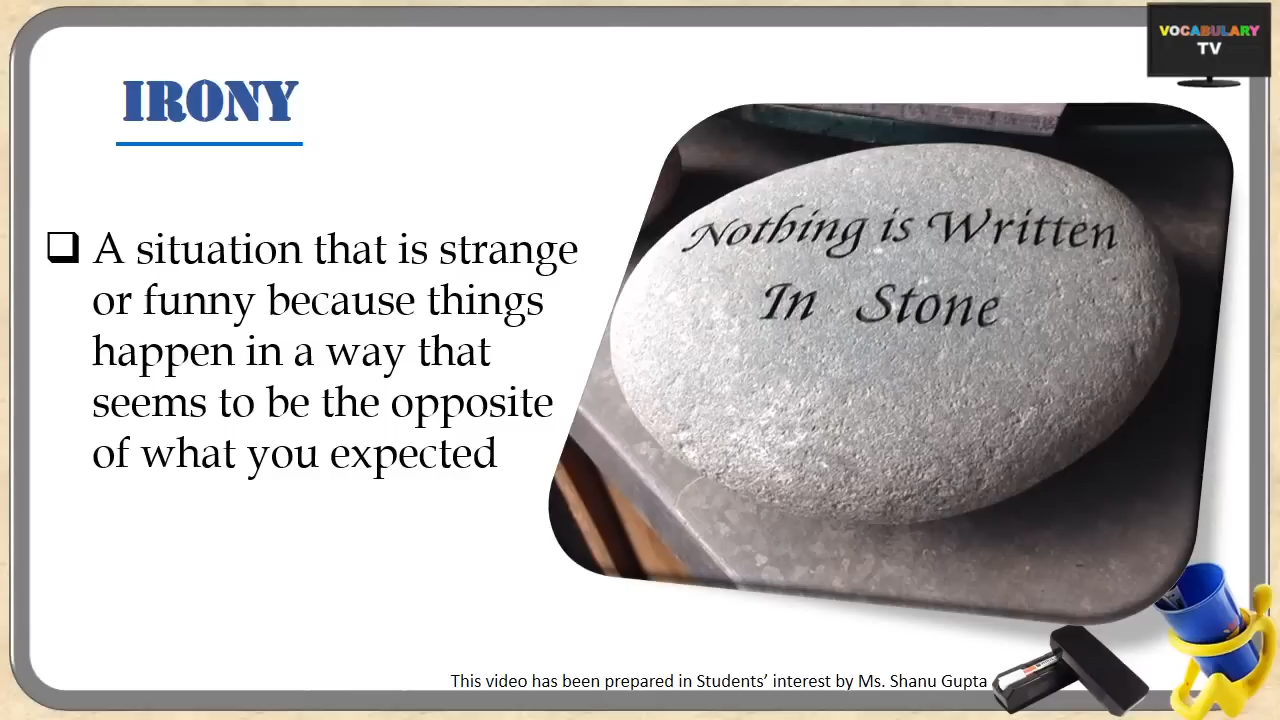 VOCABULARY
TV
IRONY
A situation that is strange
or funny because things
happen in a way that
seems to be the opposite
of what you expected
Nothing is Written
In Stone
This video has been prepared in Students' interest by Ms. Shanu Gupta